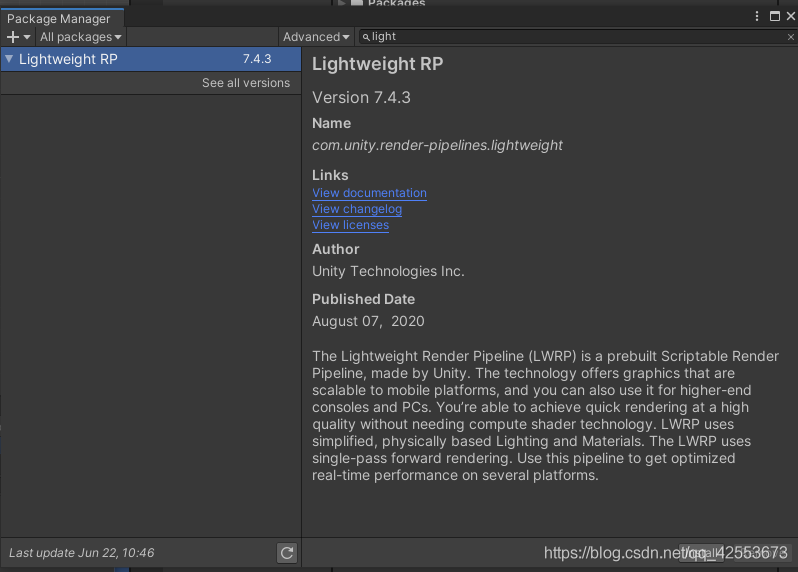 Packages
Package Manager
All packages
Advanced
light
Lightweight RP 7.4.3
See all versions
Lightweight RP
Version 7.4.3
Name
com.unity.render-pipelines.lightweight
Links
View documentation
View changelog
View licenses
Author
Unity Technologies Inc.
Published Date
August 07, 2020
The Lightweight Render Pipeline (LWRP) is a prebuilt Scriptable Render
Pipeline, made by Unity. The technology offers graphics that are
scalable to mobile platforms, and you can also use it for higher-end
consoles and PCs. You’re able to achieve quick rendering at a high
quality without needing compute shader technology. LWRP uses
simplified, physically based Lighting and Materials. The LWRP uses
single-pass forward rendering. Use this pipeline to get optimized
real-time performance on several platforms.
Last update Jun 22, 10:46
https://blog.csdn.net/qq_42553673